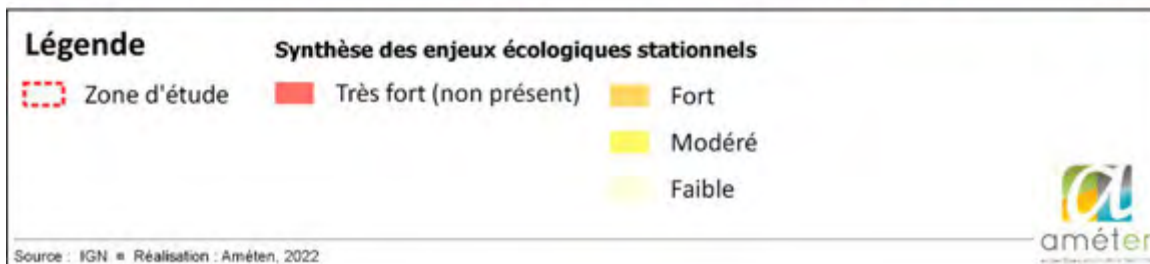 Légende
Synthèse des enjeux écologiques stationnels
Zone d'étude
Très fort (non présent)
Fort
Modéré
Faible
Source : IGN ¤ Réalisation : Améten, 2022
améten